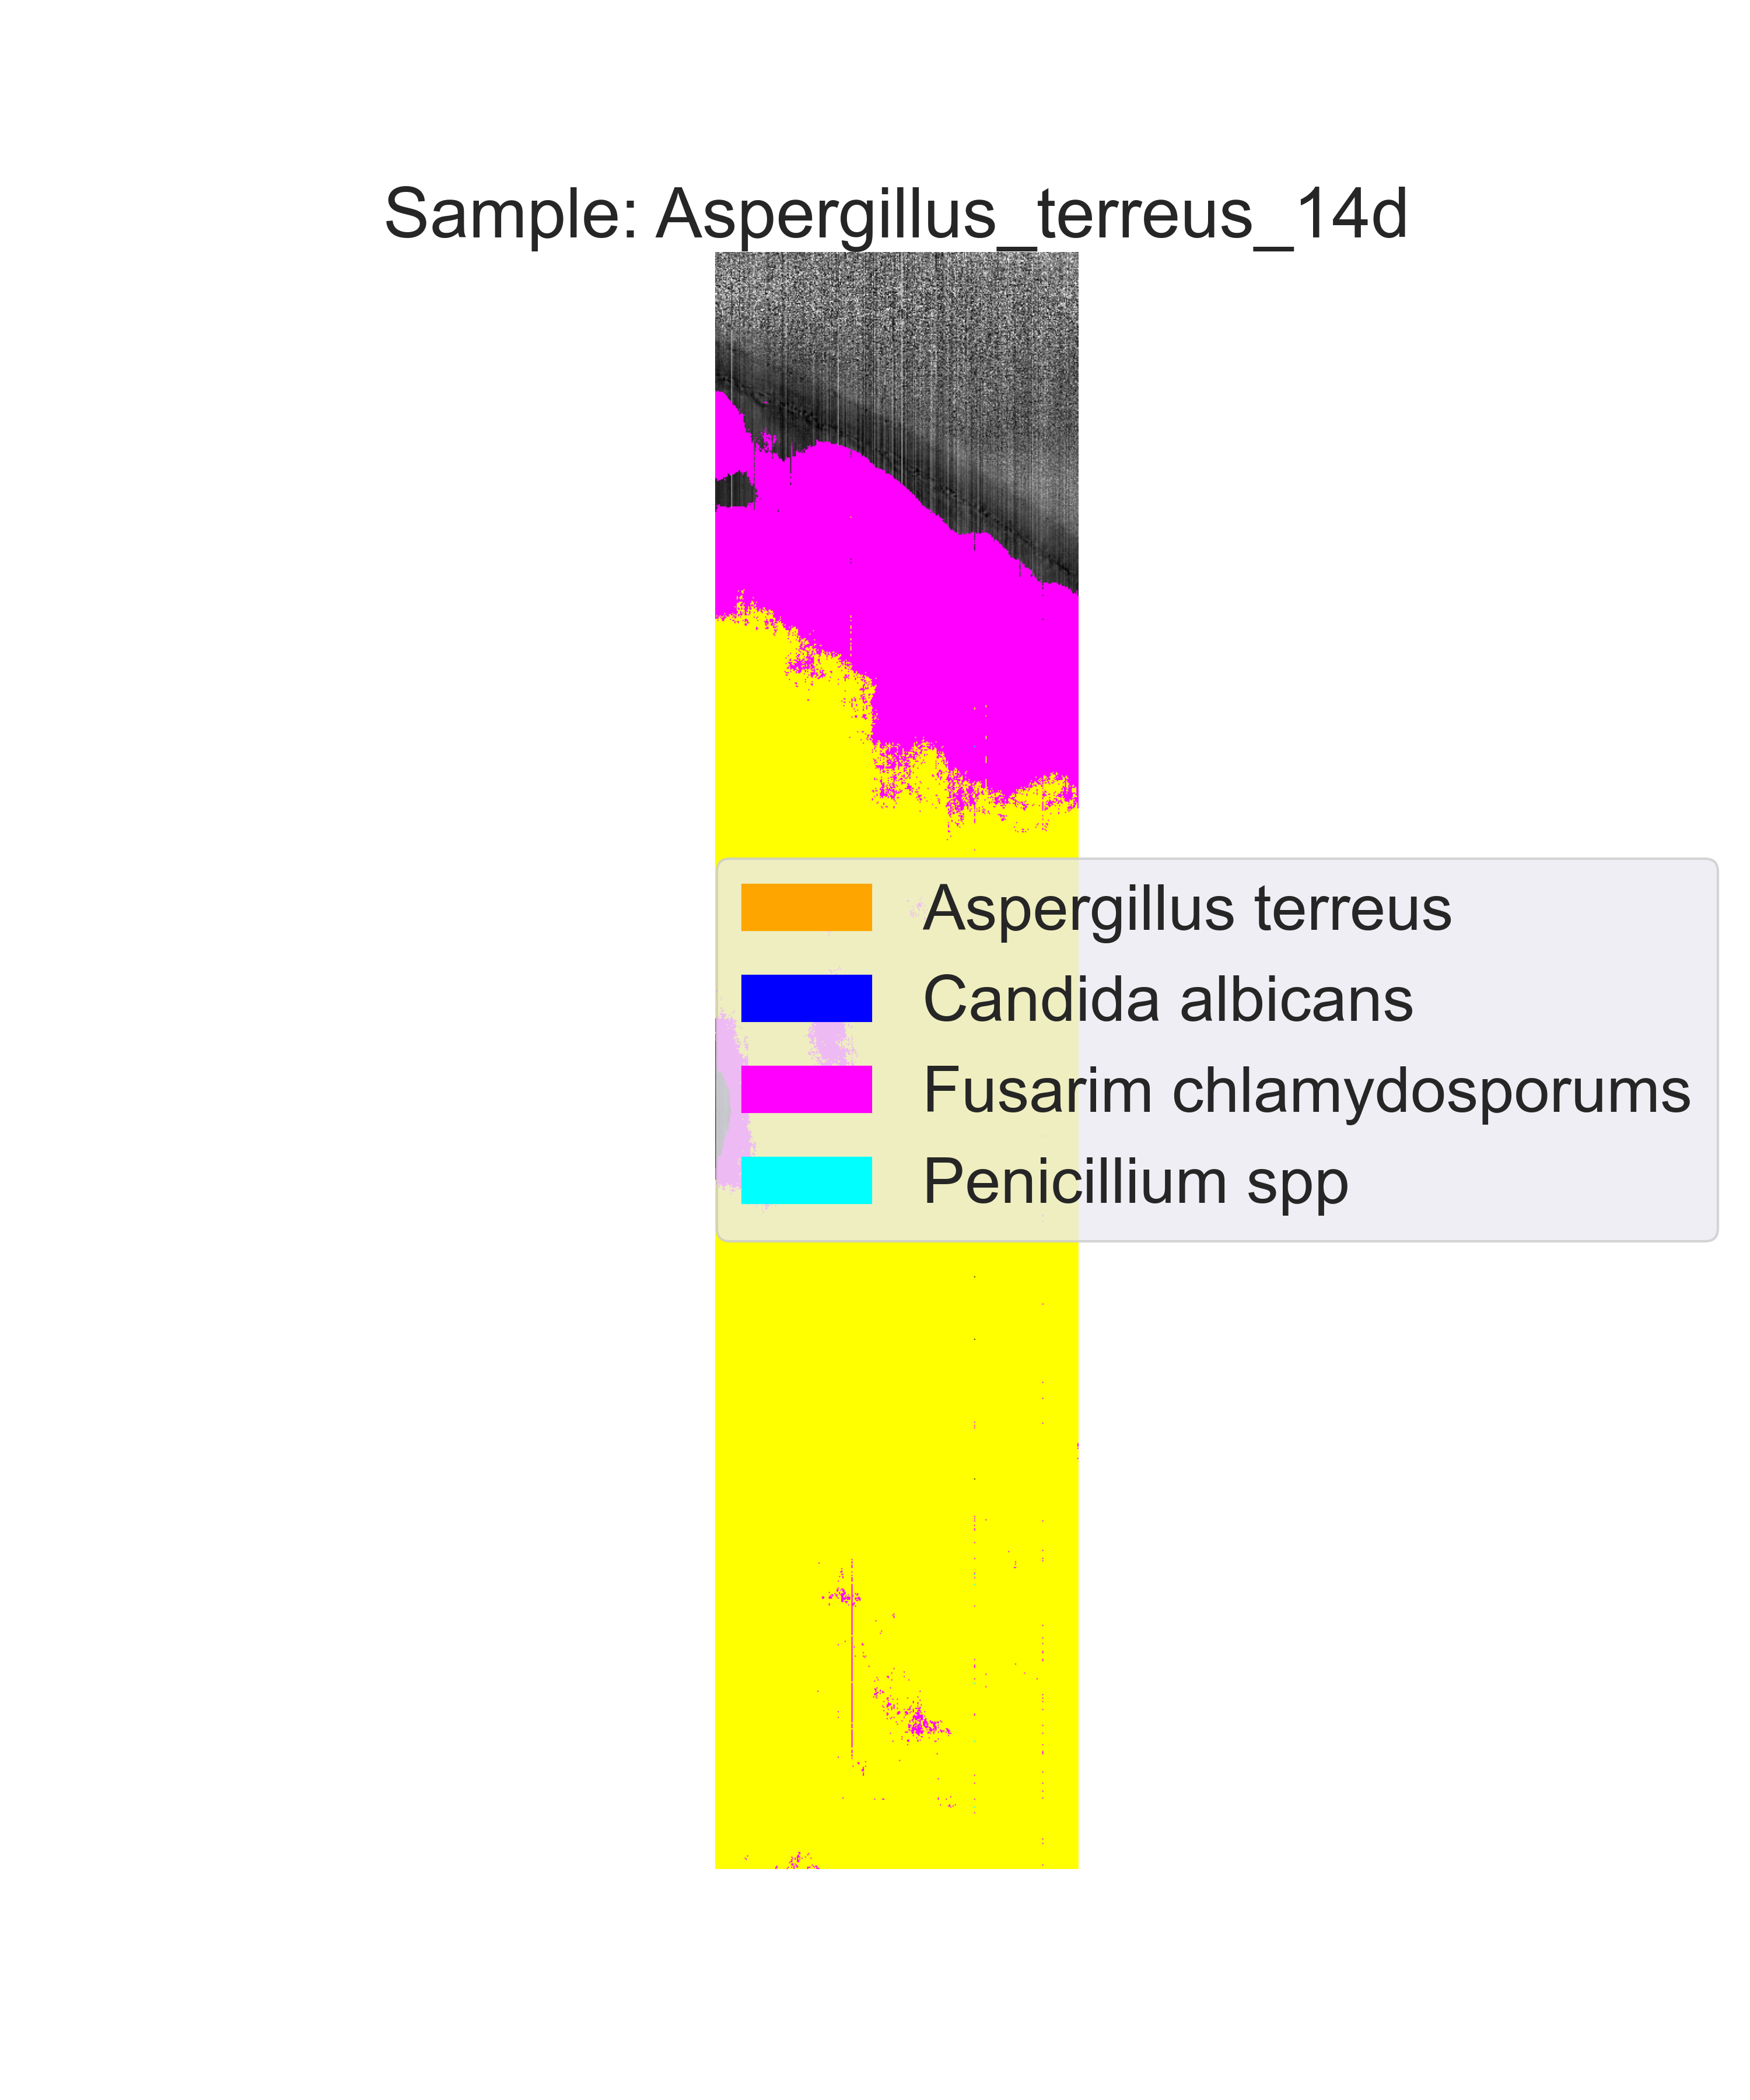 Sample: Aspergillus_terreus_14d
Aspergillus terreus
Candida albicans
Fusarim chlamydosporums
Penicillium spp